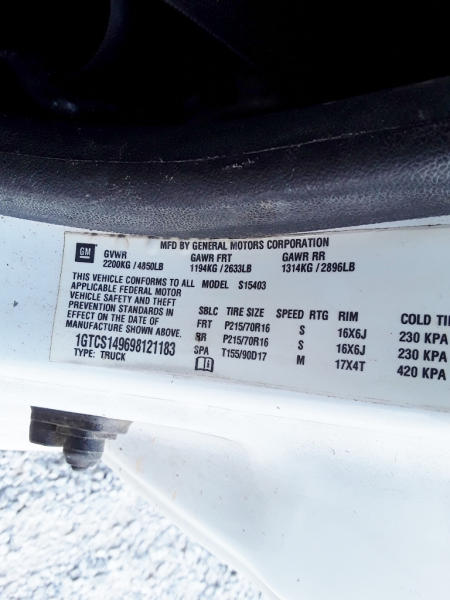 MFD BY GENERAL MOTORS CORPORATION
GM GVWR GAWR FRT GAWR RR
2200KG / 4850LB 1194KG / 2633LB 1314KG / 2896LB
THIS VEHICLE CONFORMS TO ALL MODEL S15403
APPLICABLE FEDERAL MOTOR
VEHICLE SAFETY AND THEFT
PREVENTION STANDARDS IN
EFFECT ON THE DATE OF
MANUFACTURE SHOWN ABOVE.
1GTCS149698121183
TYPE: TRUCK
SBLC TIRE SIZE SPEED RTG RIM COLD
FRT P215/70R16 S 16X6J 230 KPA
RR P215/70R16 S 16X6J 230 KPA
SPA T155/90D17 M 17X4T 420 KPA